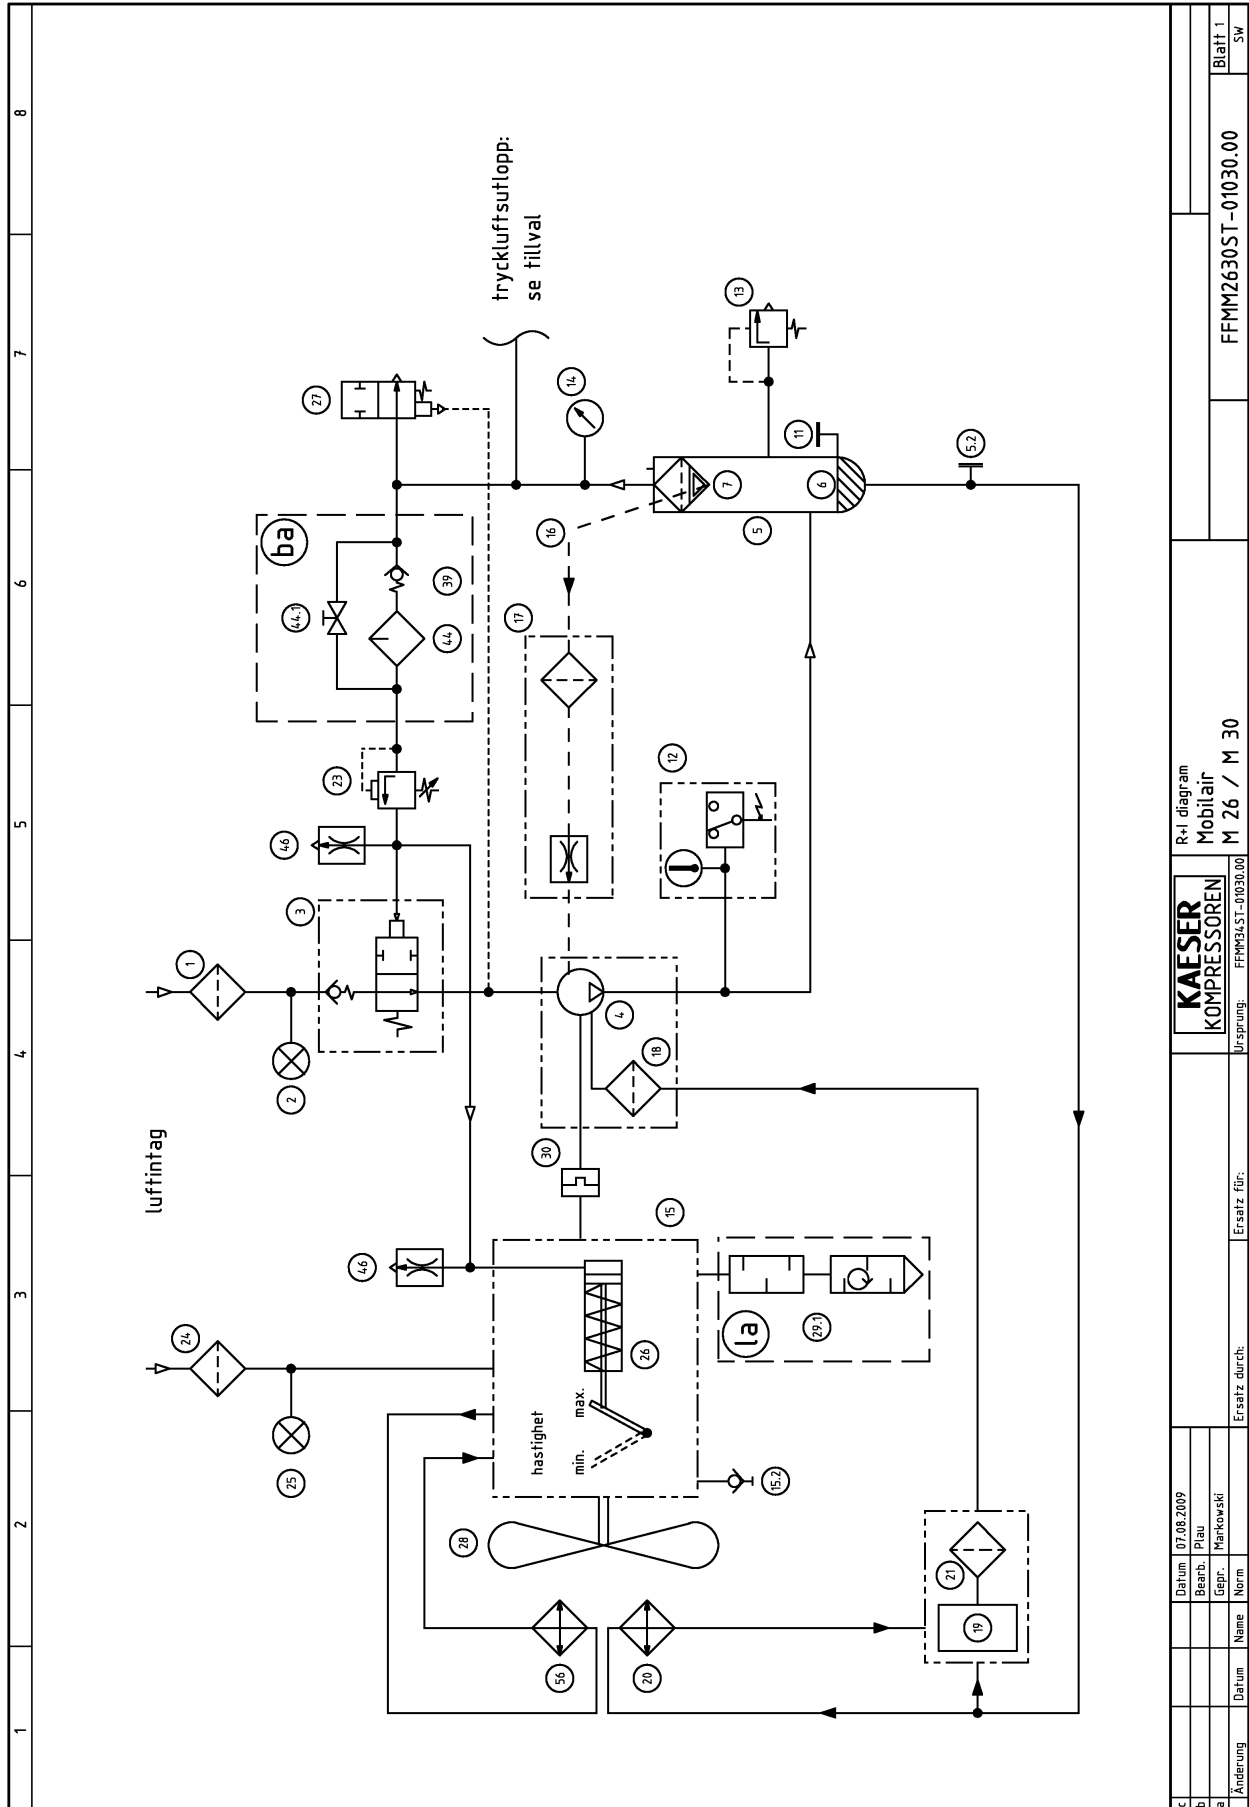 1
2
3
4
5
6
7
8
luftintag
tryckluftsutlopp:
se tillval
24
25
1
2
3
46
46
23
44.1
44
39
ba
27
14
16
17
12
13
11
7
6
5
5.2
4
18
30
15
26
hastighet
min.
max.
la
29.1
15.2
28
56
20
21
19
c
b
a
Änderung
Datum
Name
Datum
07.08.2009
Bearb.
Plau
Gepr.
Markowski
Norm
Ersatz durch:
Ersatz für:
KAESER
KOMPRESSOREN
Ursprung:
FFMM34ST-01030.00
R+I diagram
Mobilair
M 26 / M 30
FFMM2630ST-01030.00
Blatt 1
SW